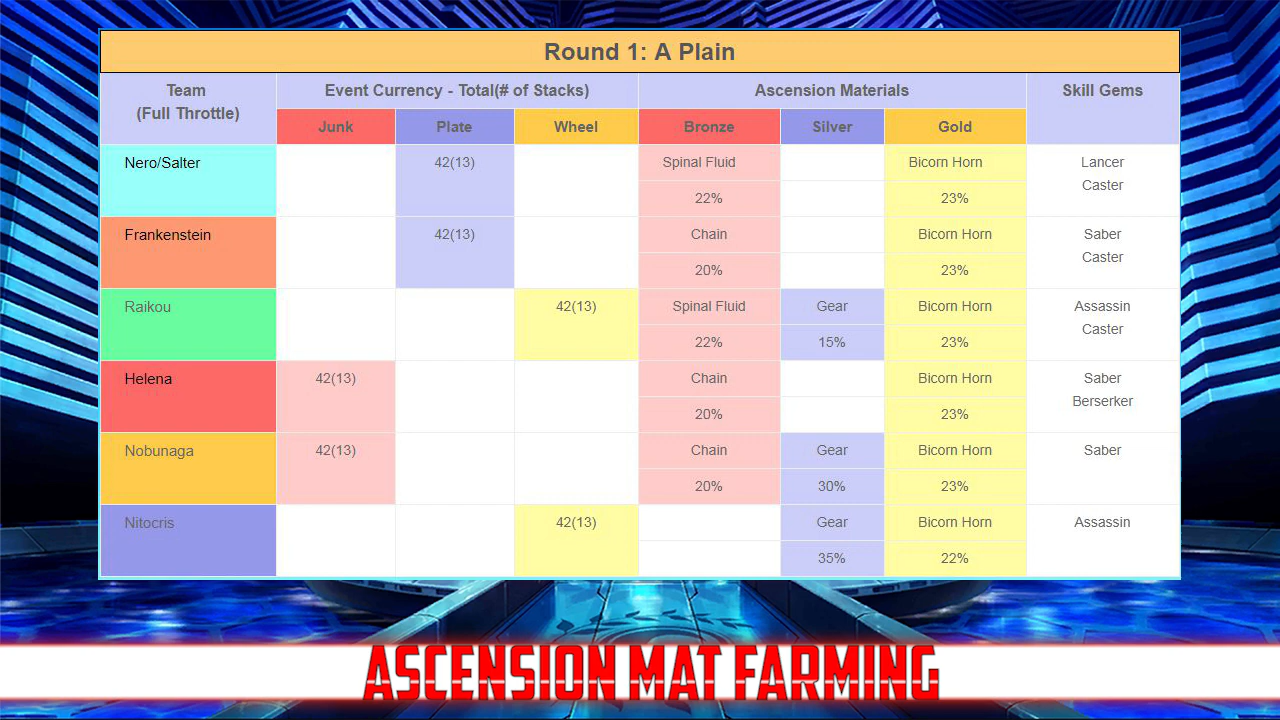 Round 1: A Plain
Team
(Full Throttle)
Event Currency - Total(# of Stacks)
Ascension Materials
Skill Gems
Junk
Plate
Wheel
Bronze
Silver
Gold
Nero/Salter
42(13)
Spinal Fluid
Bicorn Horn
Lancer
Caster
22%
23%
Frankenstein
42(13)
Chain
Bicorn Horn
Saber
Caster
20%
23%
Raikou
42(13)
Spinal Fluid
Gear
Bicorn Horn
Assassin
Caster
22%
15%
23%
Helena
42(13)
Chain
Bicorn Horn
Saber
Berserker
20%
23%
Nobunaga
42(13)
Chain
Gear
Bicorn Horn
Saber
20%
30%
23%
Nitocris
42(13)
Gear
Bicorn Horn
Assassin
35%
22%
ASCENSION MAT FARMING